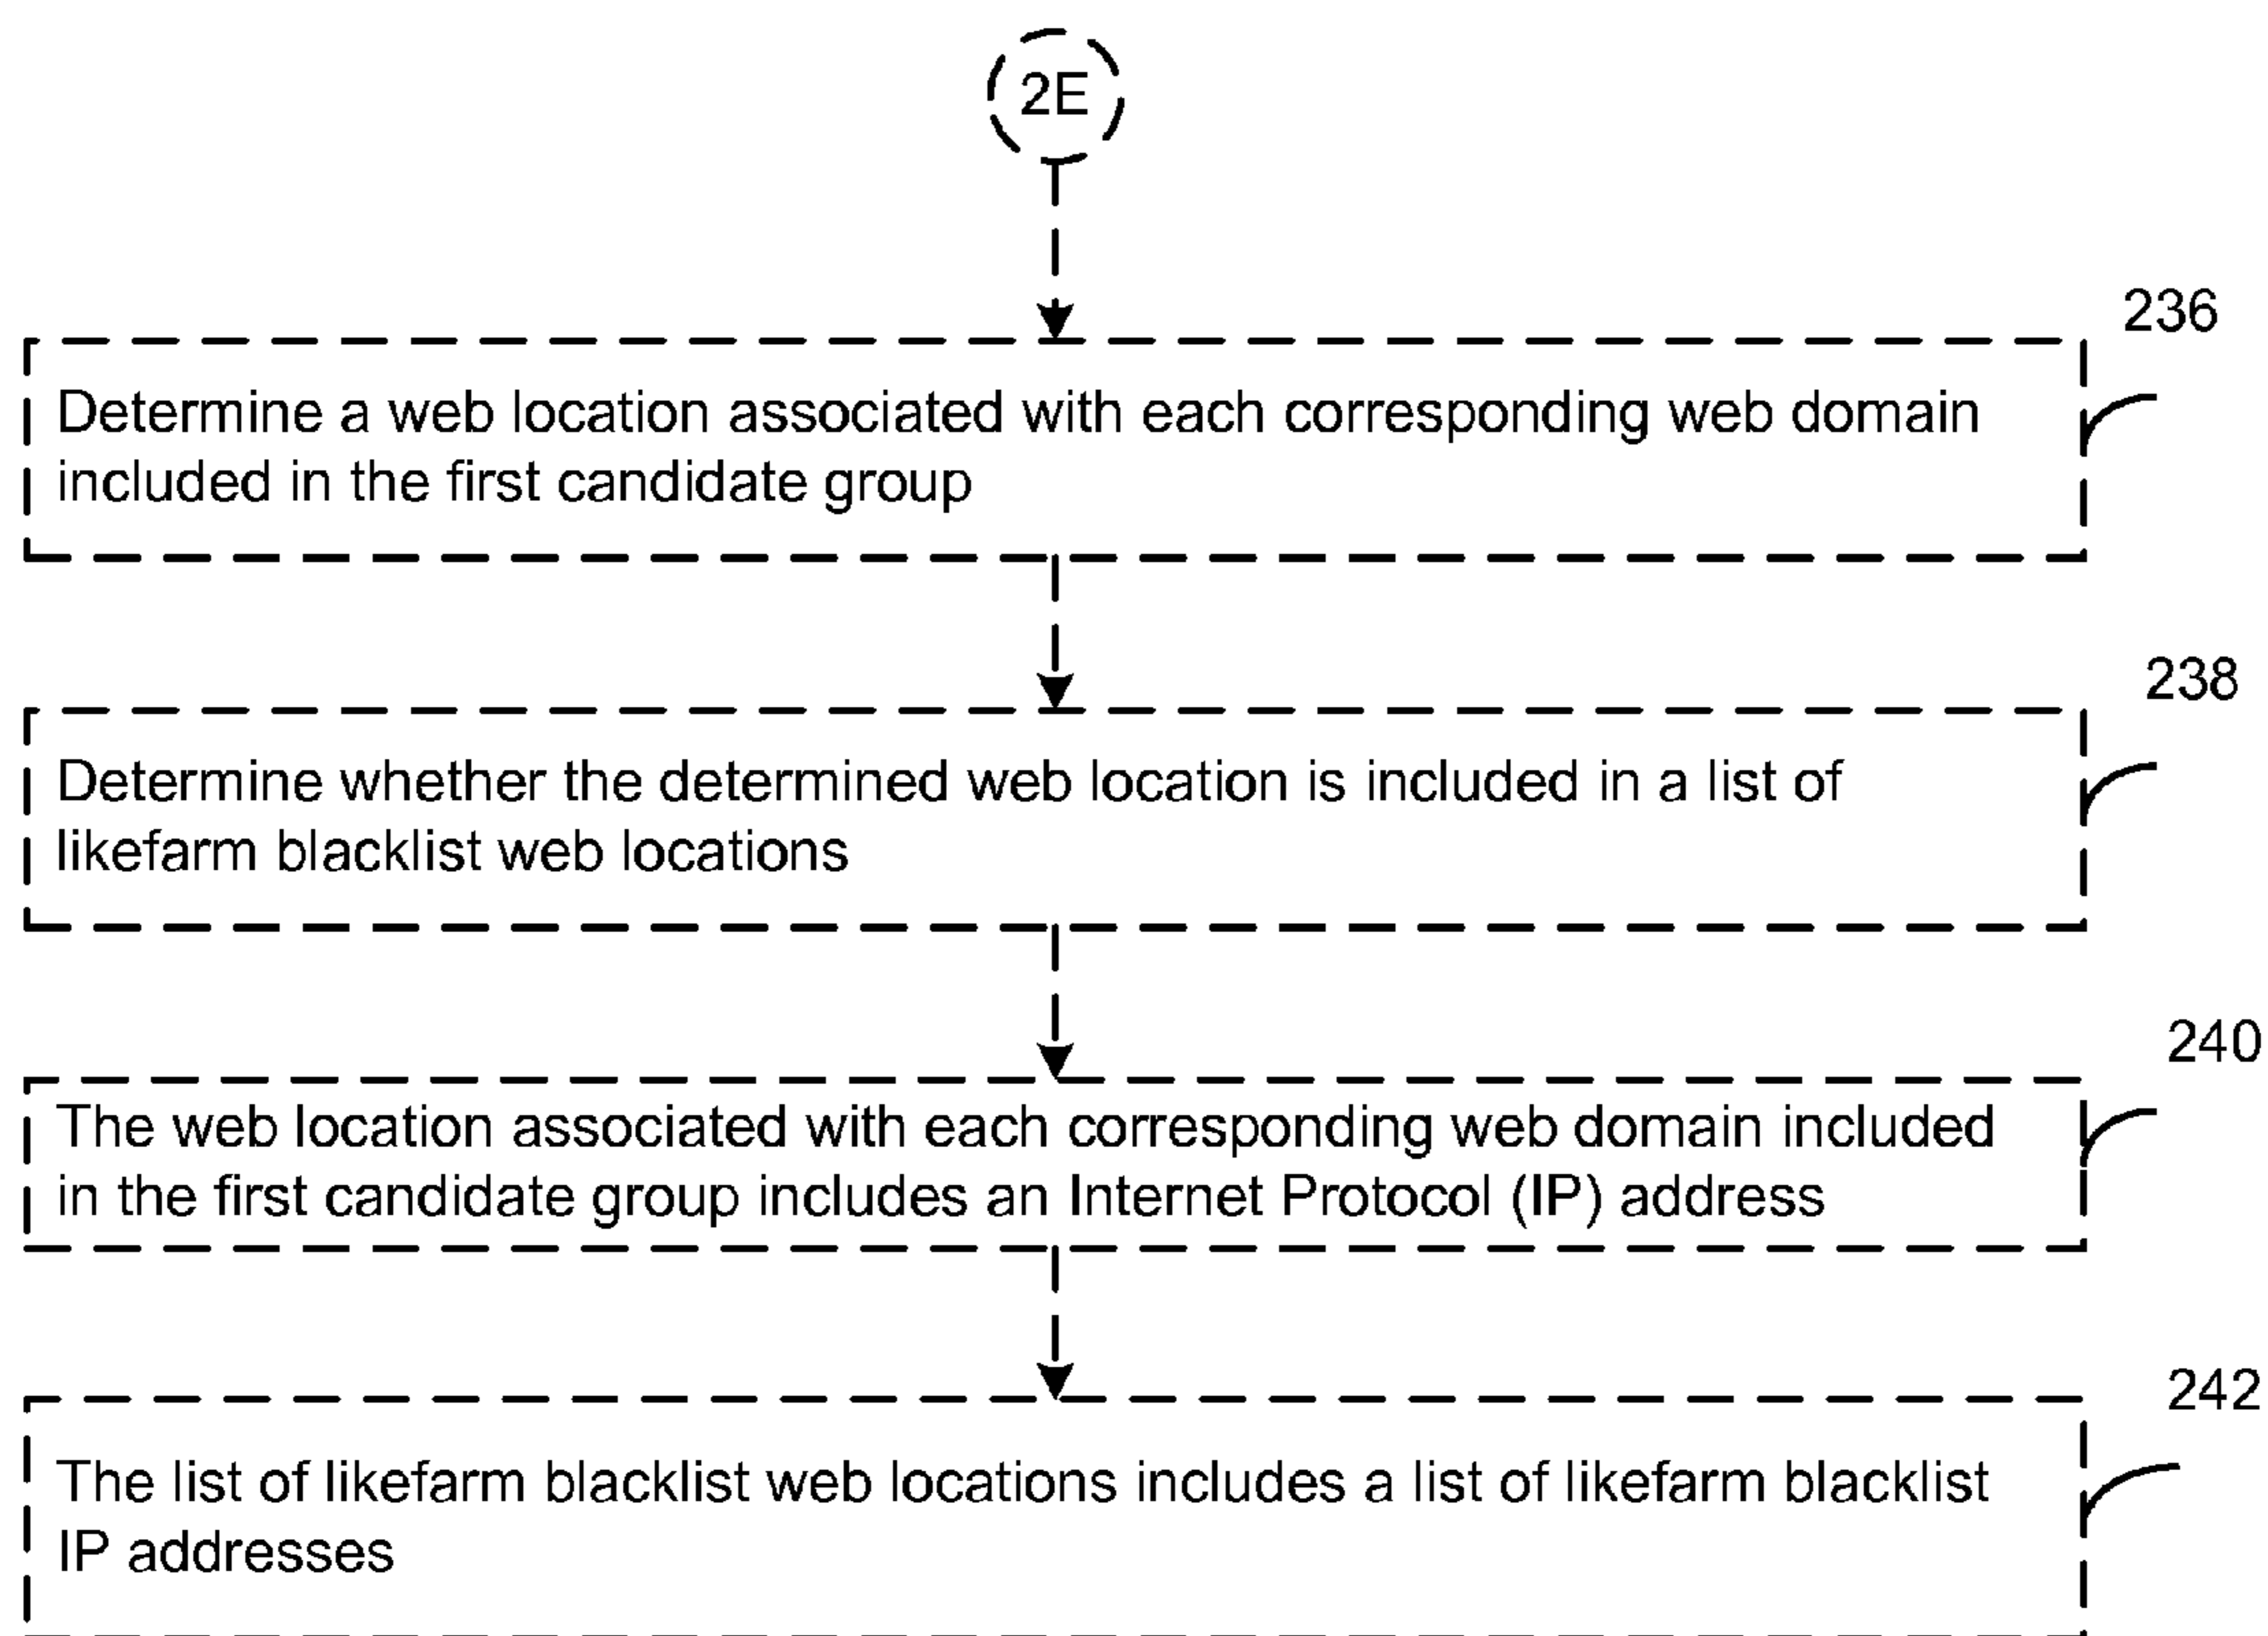 2E
236
Determine a web location associated with each corresponding web domain
included in the first candidate group
238
Determine whether the determined web location is included in a list of
likefarm blacklist web locations
240
The web location associated with each corresponding web domain included
in the first candidate group includes an Internet Protocol (IP) address
242
The list of likefarm blacklist web locations includes a list of likefarm blacklist
IP addresses